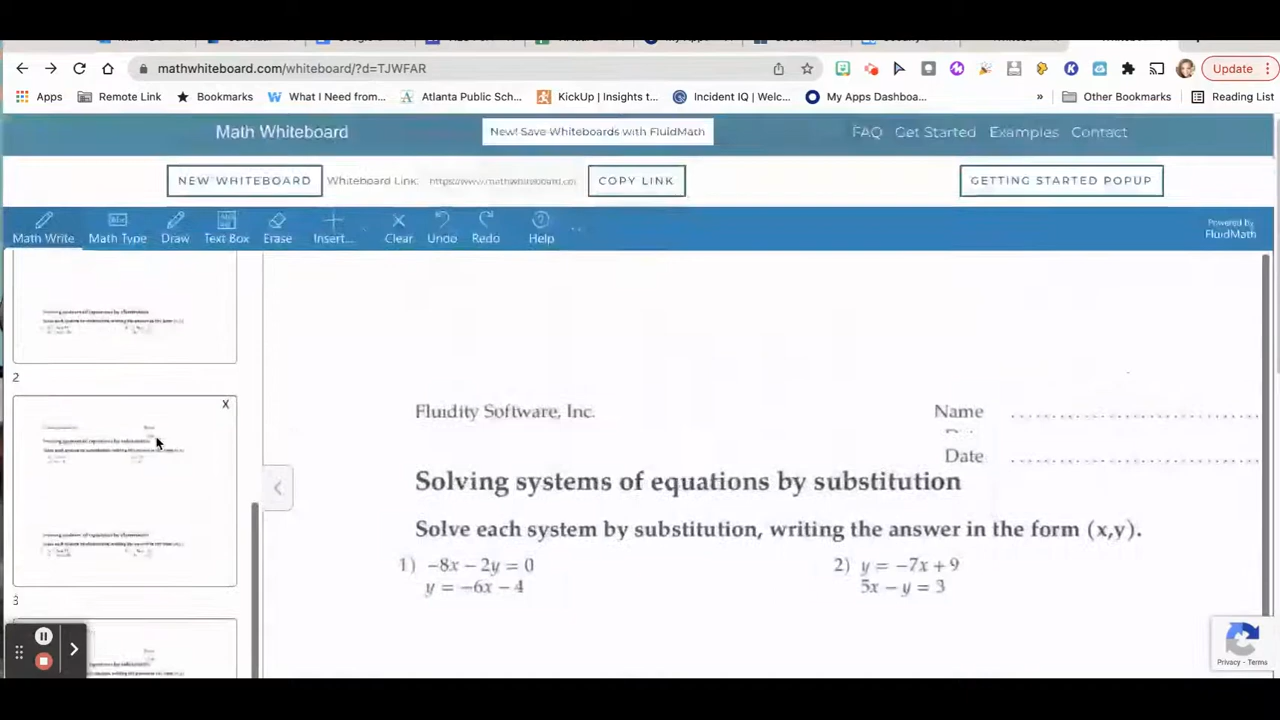 mathwhiteboard.com/whiteboard/?d=TJWFAR
Update
Apps Remote Link Bookmarks What I Need from... Atlanta Public Sch... KickUp | Insights t... Incident IQ | Welc... My Apps Dashboa... » Other Bookmarks Reading List
Math Whiteboard New! Save Whiteboards with FluidMath FAQ Get Started Examples Contact
NEW WHITEBOARD Whiteboard Link: COPY LINK GETTING STARTED POPUP
Math Write Math Type Draw Text Box Erase Insert... Clear Undo Redo Help
Powered by
FluidMath
2
X
3
Fluidity Software, Inc. Name
Date
Solving systems of equations by substitution
Solve each system by substitution, writing the answer in the form (x,y).
1) −8x − 2y = 0 2) y = −7x + 9
y = −6x − 4 5x − y = 3
Privacy - Terms